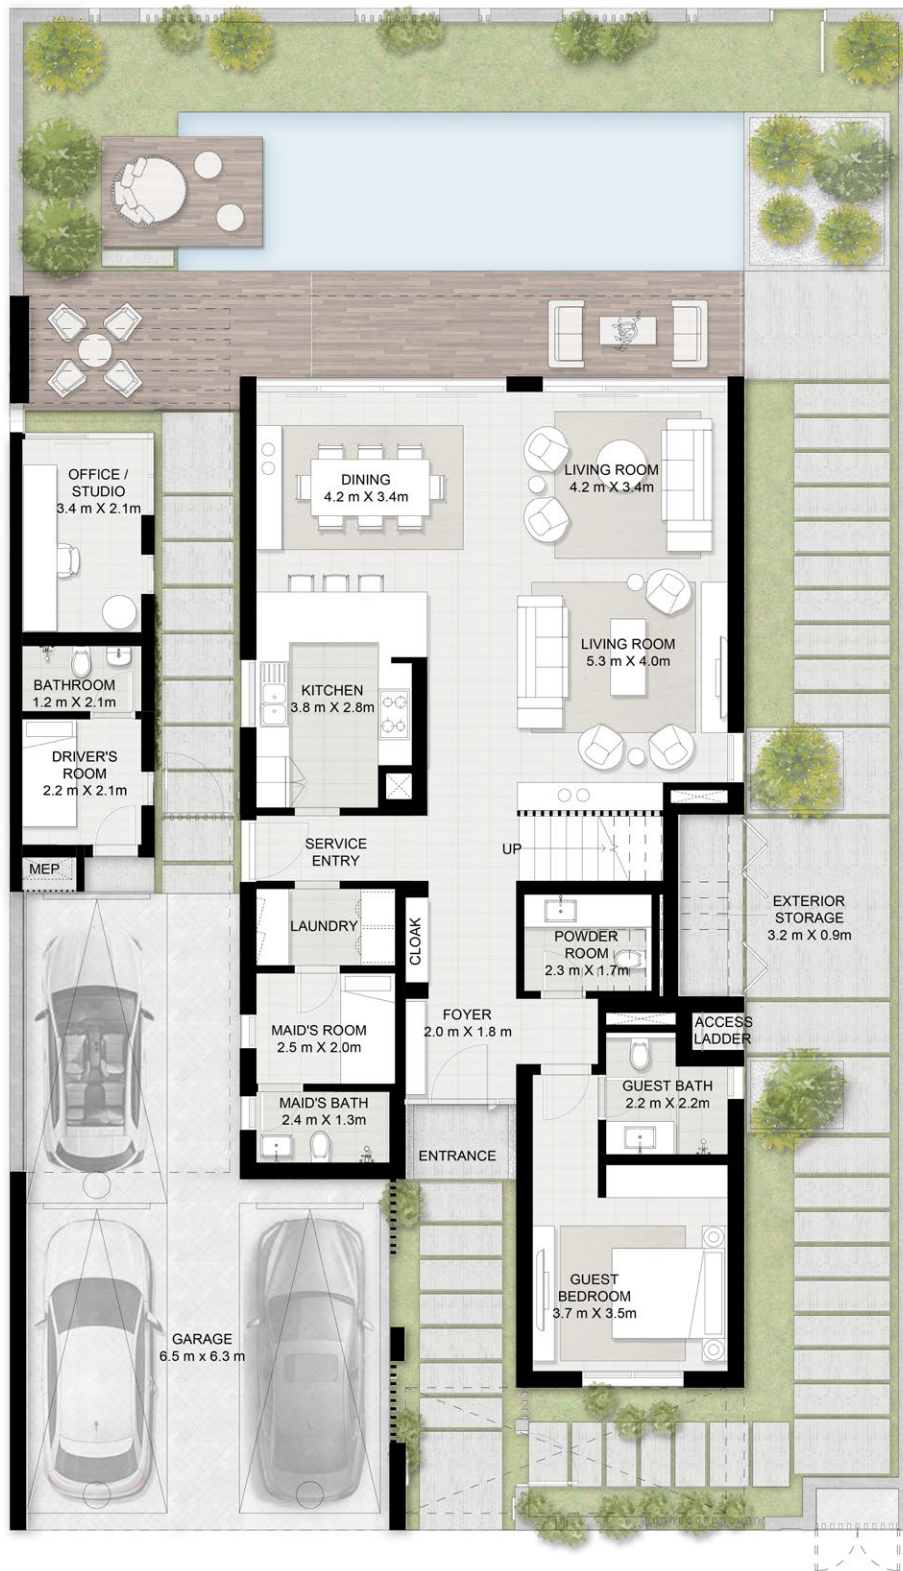 OFFICE /
STUDIO
3.4 m X 2.1m
DINING
4.2 m X 3.4m
LIVING ROOM
4.2 m X 3.4m
LIVING ROOM
5.3 m X 4.0m
BATHROOM
1.2 m X 2.1m
KITCHEN
3.8 m X 2.8m
DRIVER'S
ROOM
2.2 m X 2.1m
SERVICE
ENTRY
UP
MEP
LAUNDRY
CLOAK
EXTERIOR
STORAGE
3.2 m X 0.9m
POWDER
ROOM
2.3 m X 1.7m
FOYER
2.0 m X 1.8 m
ACCESS
LADDER
MAID'S ROOM
2.5 m X 2.0m
GUEST BATH
2.2 m X 2.2m
MAID'S BATH
2.4 m X 1.3m
ENTRANCE
GUEST
BEDROOM
3.7 m X 3.5m
GARAGE
6.5 m x 6.3 m